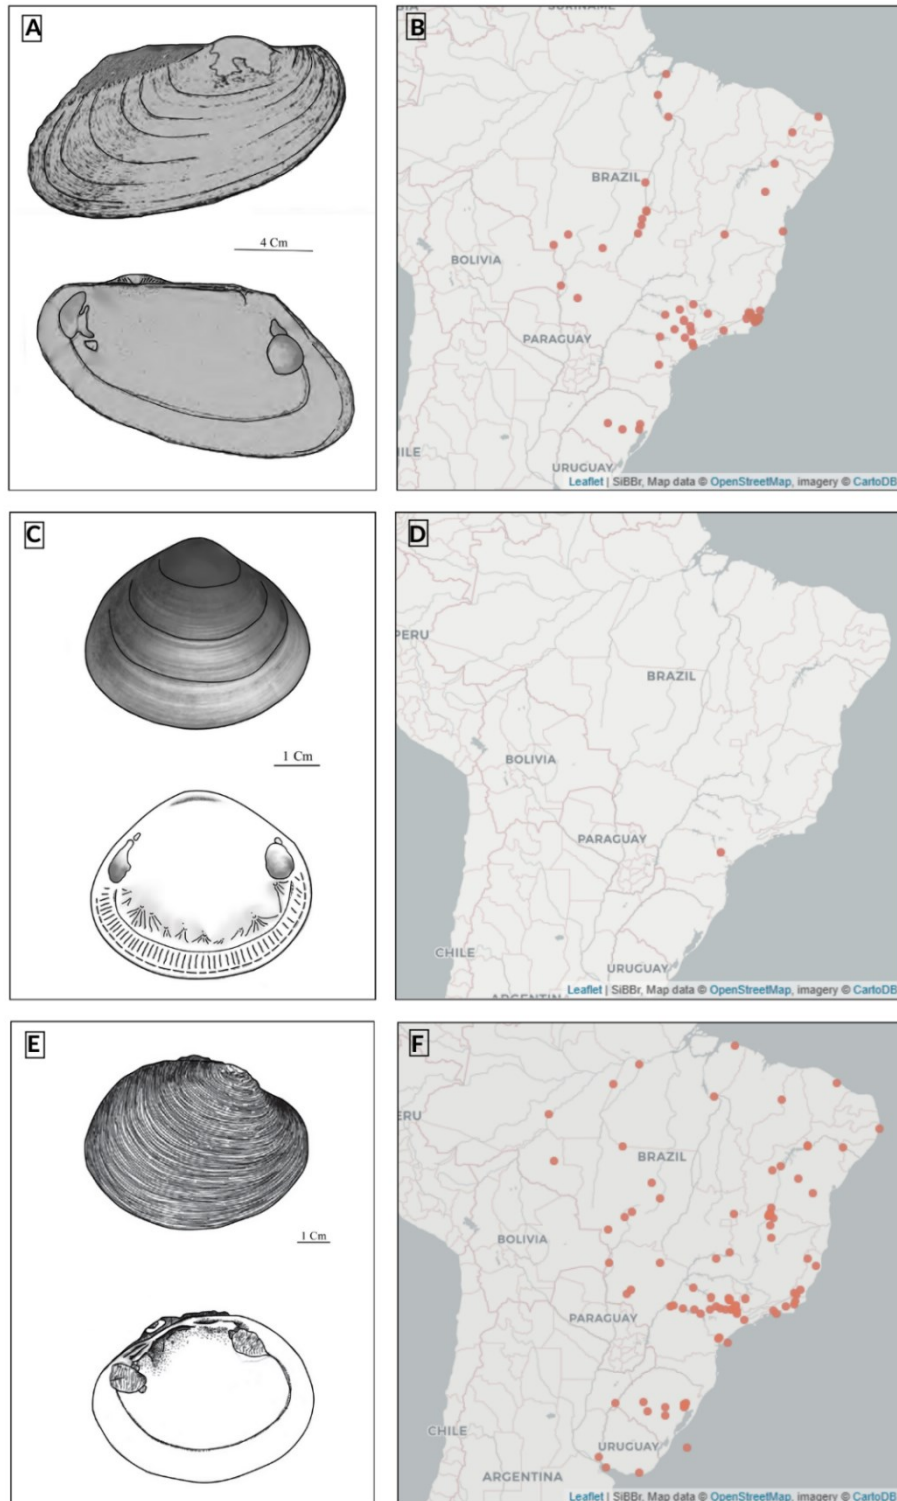 A
4 Cm
B
SURINAME
BRAZIL
BOLIVIA
PARAGUAY
URUGUAY
Leaflet | SiBBr, Map data © OpenStreetMap, imagery © CartoDB
C
1 Cm
D
PERU
BRAZIL
BOLIVIA
PARAGUAY
CHILE
URUGUAY
ARGENTINA
Leaflet | SiBBr, Map data © OpenStreetMap, imagery © CartoDB
E
1 Cm
F
BRAZIL
BOLIVIA
PARAGUAY
CHILE
URUGUAY
ARGENTINA
Leaflet | SiBBr, Map data © OpenStreetMap, imagery © CartoDB